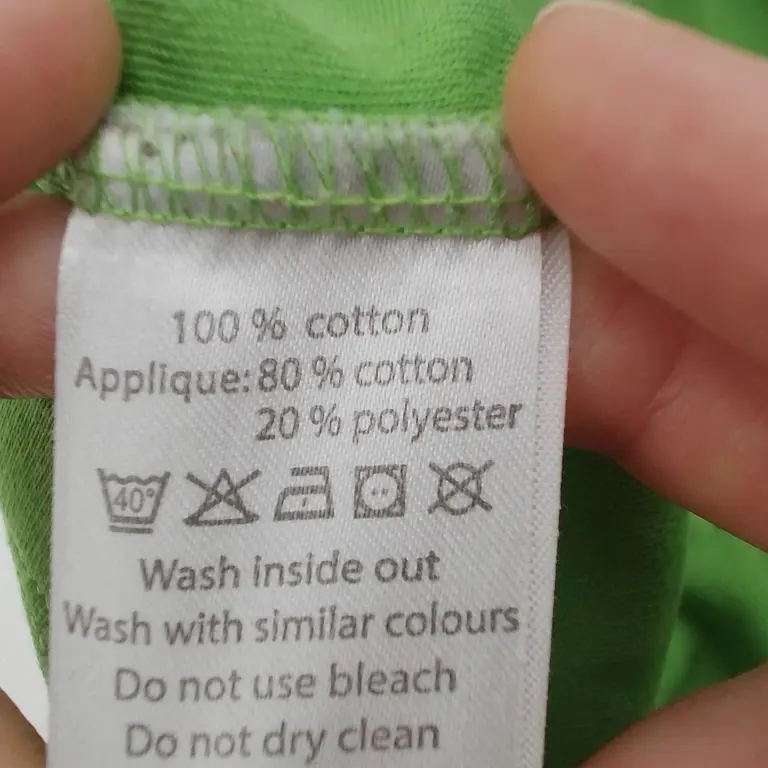 100 % cotton
Applique: 80 % cotton
20 % polyester
40°
Wash inside out
Wash with similar colours
Do not use bleach
Do not dry clean